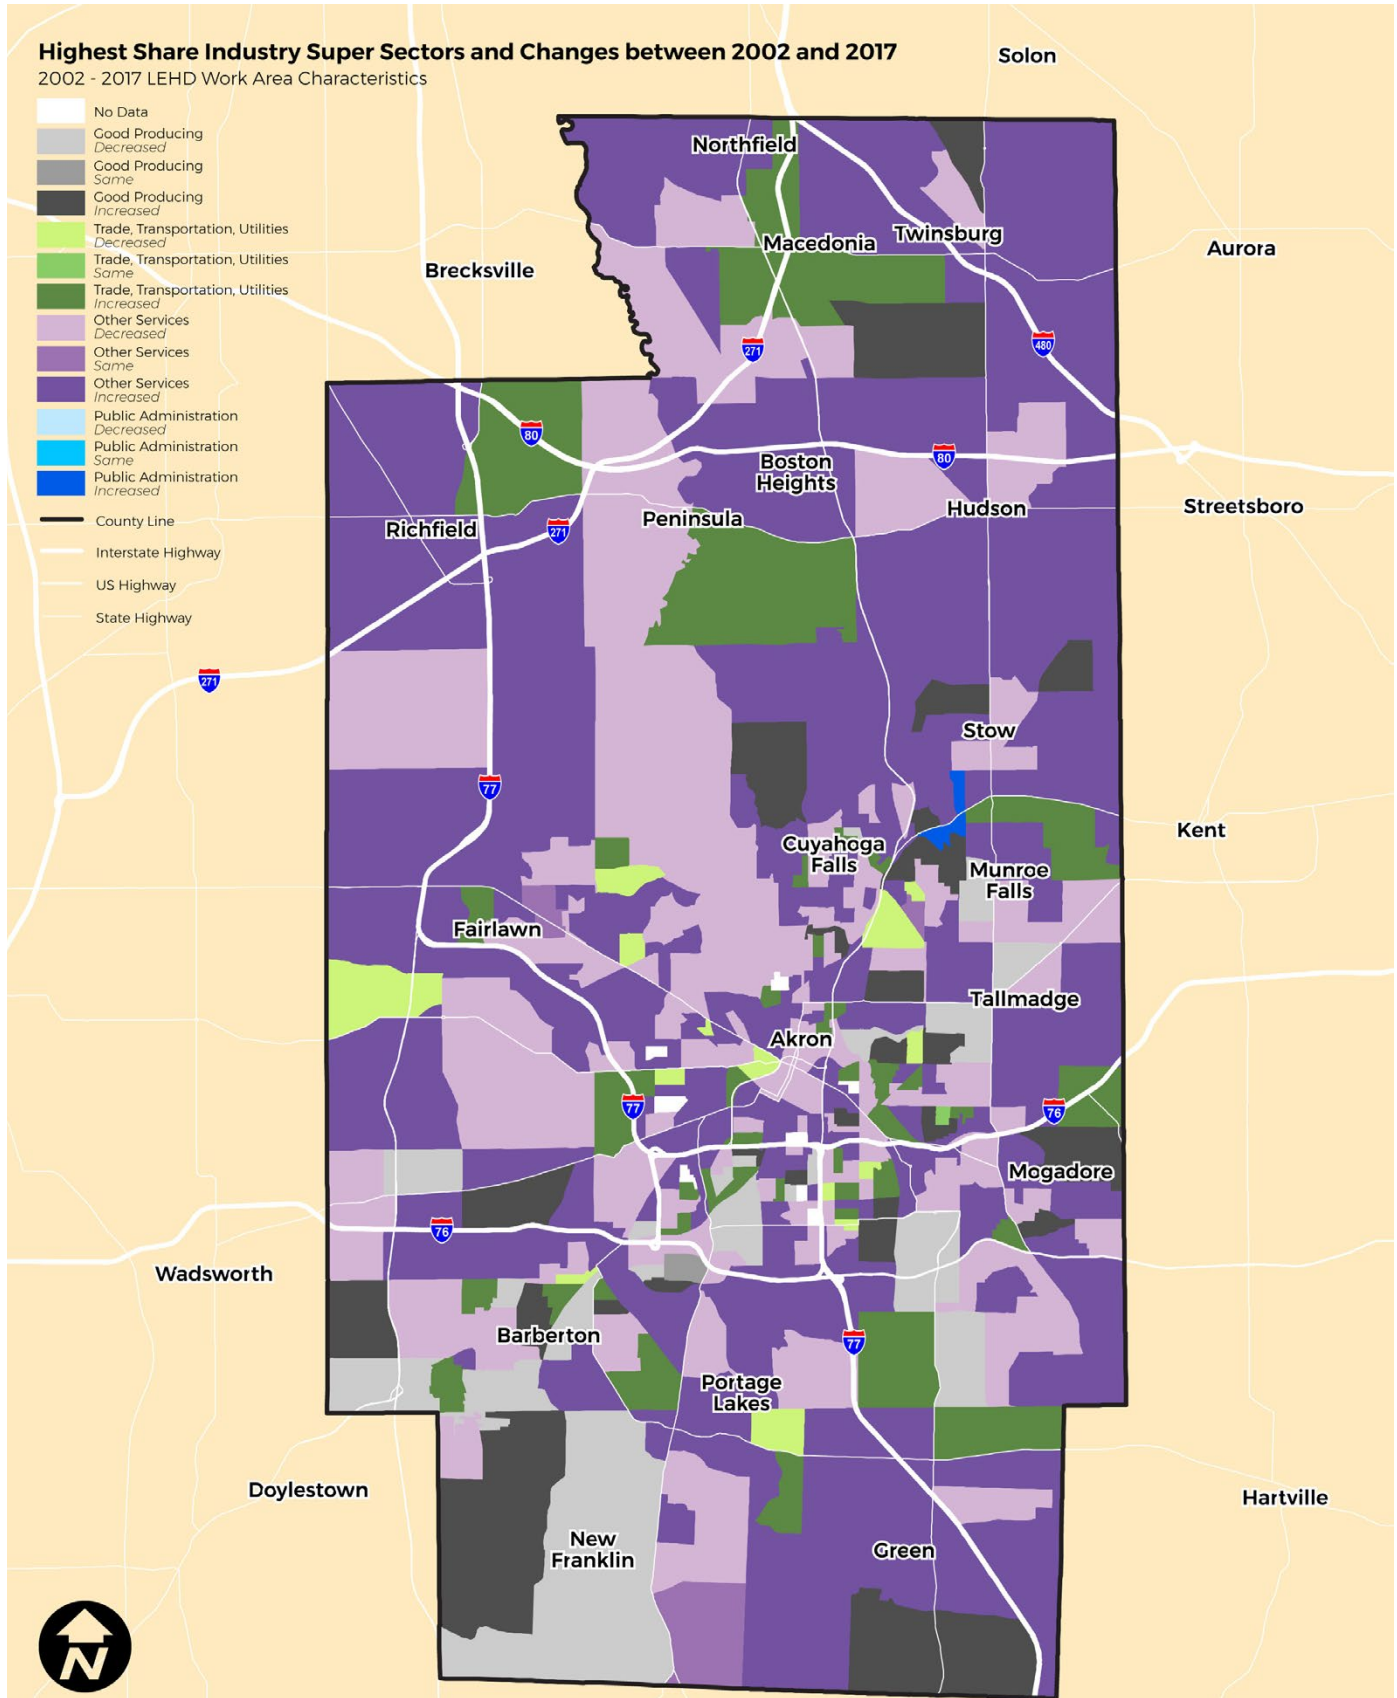 Highest Share Industry Super Sectors and Changes between 2002 and 2017
2002 - 2017 LEHD Work Area Characteristics
No Data
Good Producing
Decreased
Good Producing
Same
Good Producing
Increased
Trade, Transportation, Utilities
Decreased
Trade, Transportation, Utilities
Same
Trade, Transportation, Utilities
Increased
Other Services
Decreased
Other Services
Same
Other Services
Increased
Public Administration
Decreased
Public Administration
Same
Public Administration
Increased
County Line
Interstate Highway
US Highway
State Highway
Solon
Northfield
Macedonia
Twinsburg
Aurora
Brecksville
271
480
80
80
Boston
Heights
Hudson
Streetsboro
Richfield
271
Peninsula
271
Stow
77
Cuyahoga
Falls
Munroe
Falls
Kent
Fairlawn
Tallmadge
Akron
77
76
Mogadore
76
Wadsworth
Barberton
77
Portage
Lakes
Doylestown
Hartville
New
Franklin
Green
N